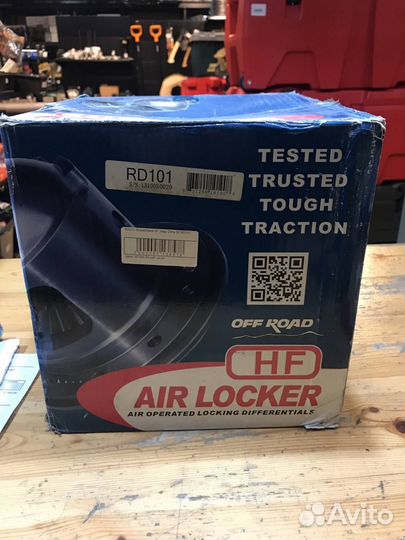 RD101
TESTED
TRUSTED
TOUGH
TRACTION
OFF ROAD
HF
AIR LOCKER
AIR OPERATED LOCKING DIFFERENTIALS
Avito